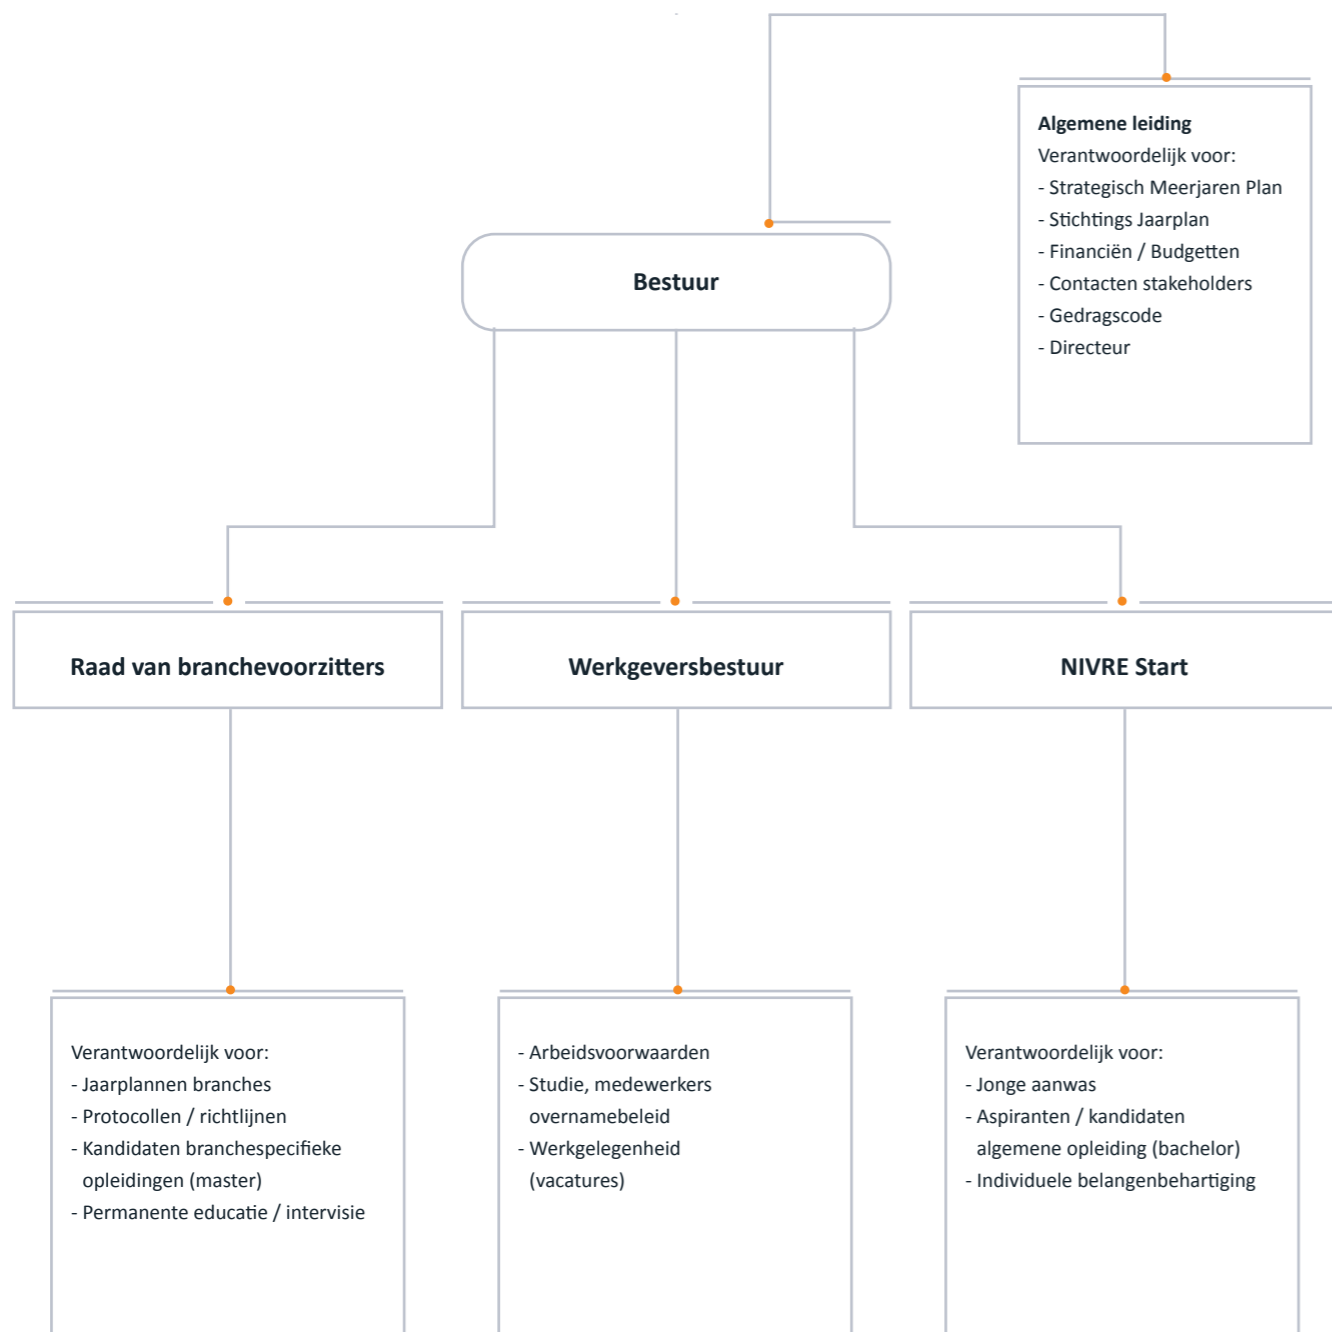 Algemene leiding
Verantwoordelijk voor:
- Strategisch Meerjaren Plan
- Stichtings Jaarplan
- Financiën / Budgetten
- Contacten stakeholders
- Gedragscode
- Directeur
Bestuur
Raad van branchevoorzitters
Werkgeversbestuur
NIVRE Start
Verantwoordelijk voor:
- Jaarplannen branches
- Protocollen / richtlijnen
- Kandidaten branchespecifieke
opleidingen (master)
- Permanente educatie / intervisie
- Arbeidsvoorwaarden
- Studie, medewerkers
overnamebeleid
- Werkgelegenheid
(vacatures)
Verantwoordelijk voor:
- Jonge aanwas
- Aspiranten / kandidaten
algemene opleiding (bachelor)
- Individuele belangenbehartiging